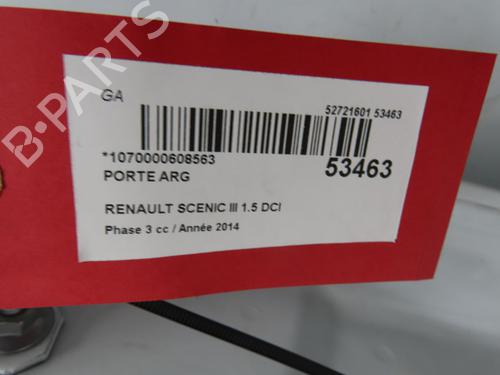 GA
52721601 53463
*1070000608563
53463
PORTE ARG
RENAULT SCENIC III 1.5 DCI
Phase 3 cc / Année 2014
B-PARTS